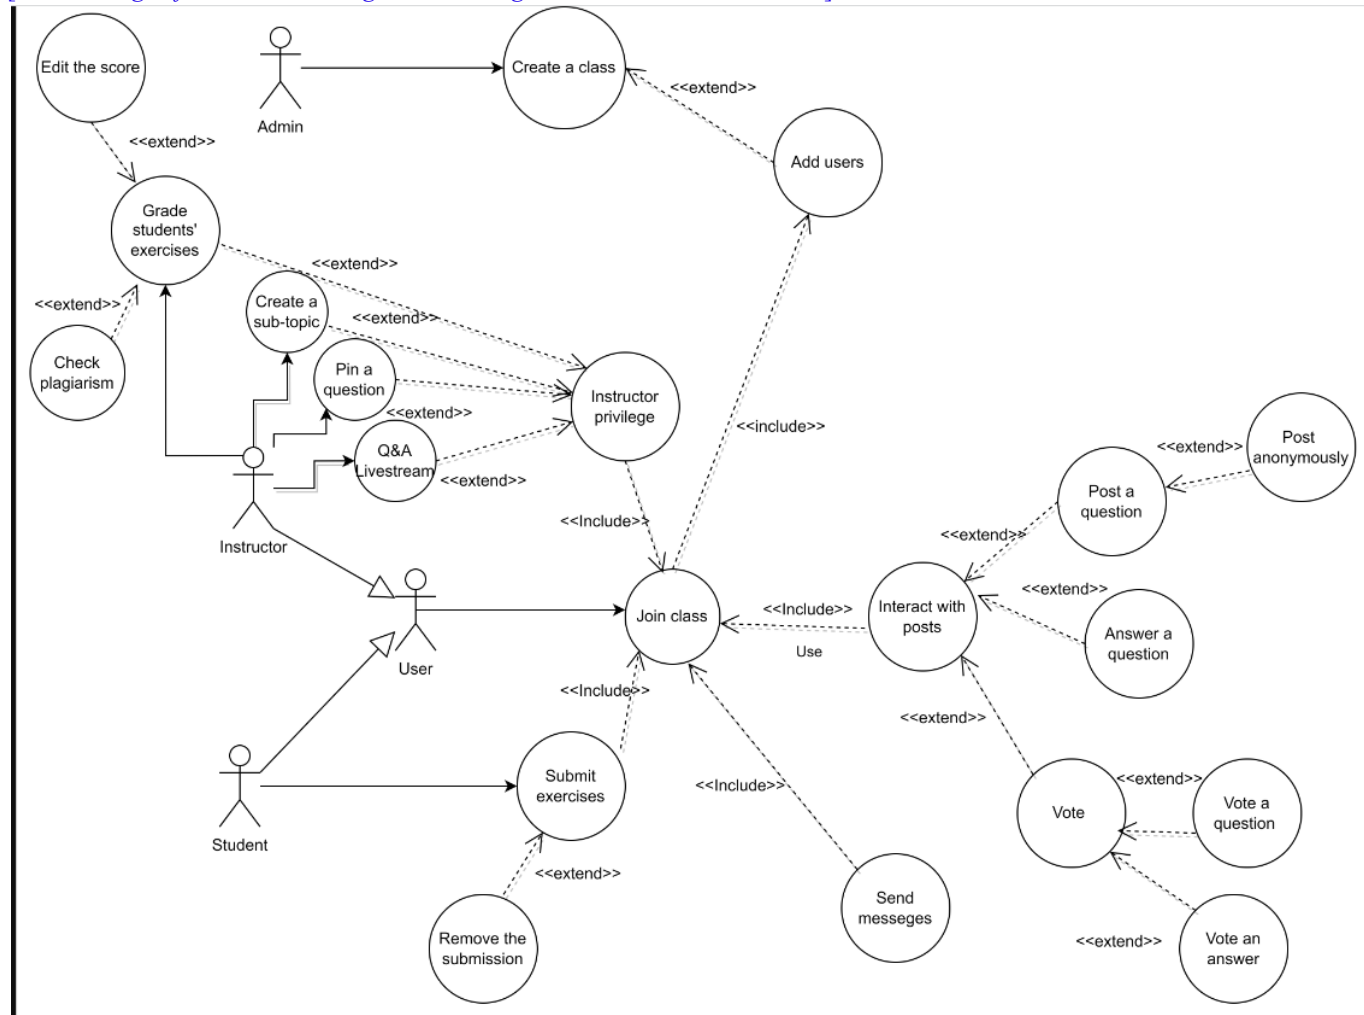 Edit the score
Create a class
<<extend>>
Admin
<<extend>>
Add users
Grade
students'
exercises
<<extend>>
<<extend>>
Create a
sub-topic
<<extend>>
Check
plagiarism
Pin a
question
Instructor
privilege
<<extend>>
<<include>>
Q&A
Livestream
<<extend>>
Post
anonymously
<<extend>>
Post a
question
<<Include>>
<<extend>>
Instructor
<<extend>>
Join class
<<Include>>
Interact with
posts
Use
Answer a
question
User
<<Include>>
<<extend>>
Submit
exercises
<<Include>>
<<extend>>
Vote
Vote a
question
Student
<<extend>>
Send
messeges
Remove the
submission
<<extend>>
Vote an
answer